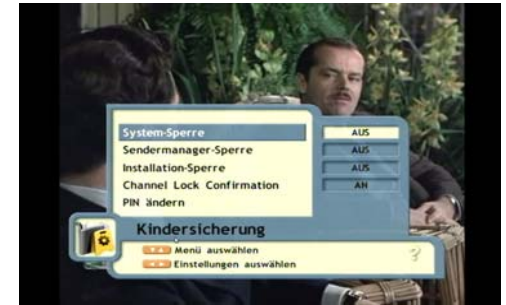 System-Sperre AUS
Sendermanager-Sperre AUS
Installation-Sperre AUS
Channel Lock Confirmation AN
PIN ändern
Kindersicherung
Menü auswählen
Einstellungen auswählen
?